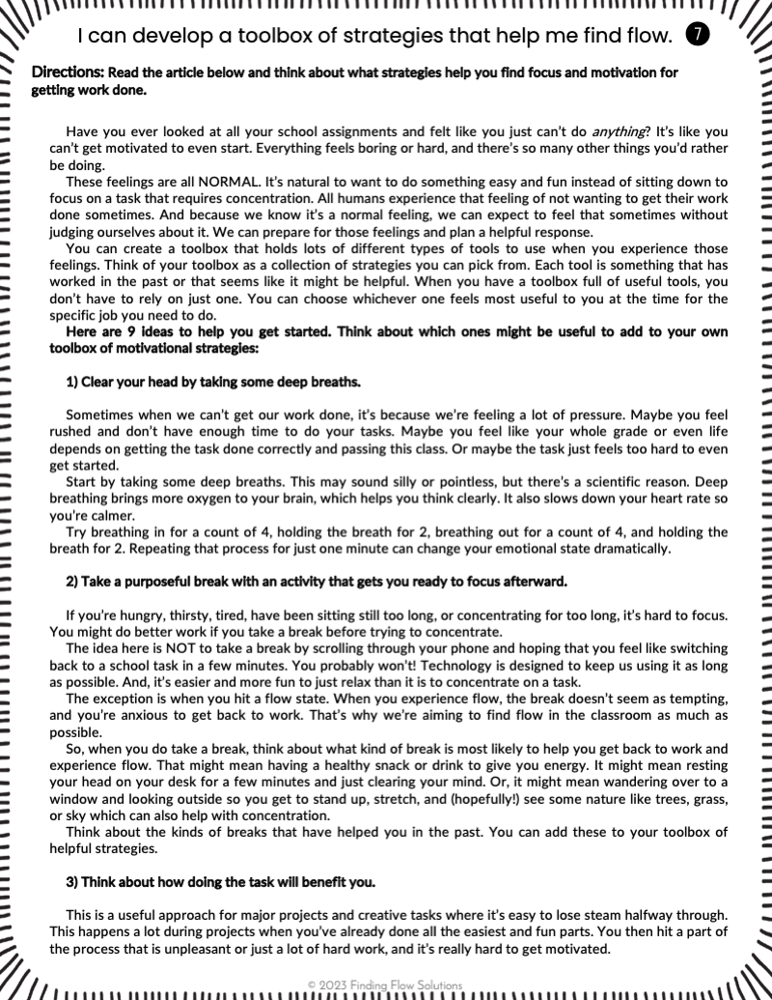 I can develop a toolbox of strategies that help me find flow. 7
Directions: Read the article below and think about what strategies help you find focus and motivation for
getting work done.
Have you ever looked at all your school assignments and felt like you just can't do anything? It's like you
can't get motivated to even start. Everything feels boring or hard, and there's so many other things you'd rather
be doing.
These feelings are all NORMAL. It's natural to want to do something easy and fun instead of sitting down to
focus on a task that requires concentration. All humans experience that feeling of not wanting to get their work
done sometimes. And because we know it's a normal feeling, we can expect to feel that sometimes without
judging ourselves about it. We can prepare for those feelings and plan a helpful response.
You can create a toolbox that holds lots of different types of tools to use when you experience those
feelings. Think of your toolbox as a collection of strategies you can pick from. Each tool is something that has
worked in the past or that seems like it might be helpful. When you have a toolbox full of useful tools, you
don't have to rely on just one. You can choose whichever one feels most useful to you at the time for the
specific job you need to do.
Here are 9 ideas to help you get started. Think about which ones might be useful to add to your own
toolbox of motivational strategies:
1) Clear your head by taking some deep breaths.
Sometimes when we can't get our work done, it's because we're feeling a lot of pressure. Maybe you feel
rushed and don't have enough time to do your tasks. Maybe you feel like your whole grade or even life
depends on getting the task done correctly and passing this class. Or maybe the task just feels too hard to even
get started.
Start by taking some deep breaths. This may sound silly or pointless, but there's a scientific reason. Deep
breathing brings more oxygen to your brain, which helps you think clearly. It also slows down your heart rate so
you're calmer.
Try breathing in for a count of 4, holding the breath for 2, breathing out for a count of 4, and holding the
breath for 2. Repeating that process for just one minute can change your emotional state dramatically.
2) Take a purposeful break with an activity that gets you ready to focus afterward.
If you're hungry, thirsty, tired, have been sitting still too long, or concentrating for too long, it's hard to focus.
You might do better work if you take a break before trying to concentrate.
The idea here is NOT to take a break by scrolling through your phone and hoping that you feel like switching
back to a school task in a few minutes. You probably won't! Technology is designed to keep us using it as long
as possible. And, it's easier and more fun to just relax than it is to concentrate on a task.
The exception is when you hit a flow state. When you experience flow, the break doesn't seem as tempting,
and you're anxious to get back to work. That's why we're aiming to find flow in the classroom as much as
possible.
So, when you do take a break, think about what kind of break is most likely to help you get back to work and
experience flow. That might mean having a healthy snack or drink to give you energy. It might mean resting
your head on your desk for a few minutes and just clearing your mind. Or, it might mean wandering over to a
window and looking outside so you get to stand up, stretch, and (hopefully!) see some nature like trees, grass,
or sky which can also help with concentration.
Think about the kinds of breaks that have helped you in the past. You can add these to your toolbox of
helpful strategies.
3) Think about how doing the task will benefit you.
This is a useful approach for major projects and creative tasks where it's easy to lose steam halfway through.
This happens a lot during projects when you've already done all the easiest and fun parts. You then hit a part of
the process that is unpleasant or just a lot of hard work, and it's really hard to get motivated.
© 2023 Finding Flow Solutions